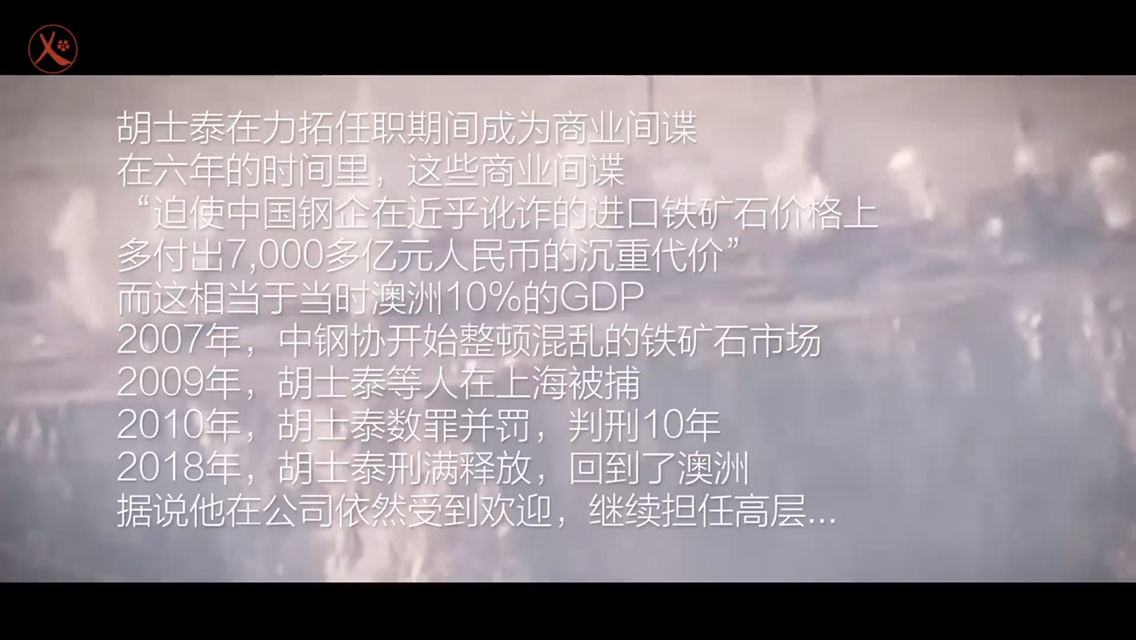 胡士泰在力拓任职期间成为商业间谍
在六年的时间里，这些商业间谍
“迫使中国钢企在近乎讹诈的进口铁矿石价格上
多付出7,000多亿元人民币的沉重代价”
而这相当于当时澳洲10%的GDP
2007年，中钢协开始整顿混乱的铁矿石市场
2009年，胡士泰等人在上海被捕
2010年，胡士泰数罪并罚，判刑10年
2018年，胡士泰刑满释放，回到了澳洲
据说他在公司依然受到欢迎，继续担任高层...